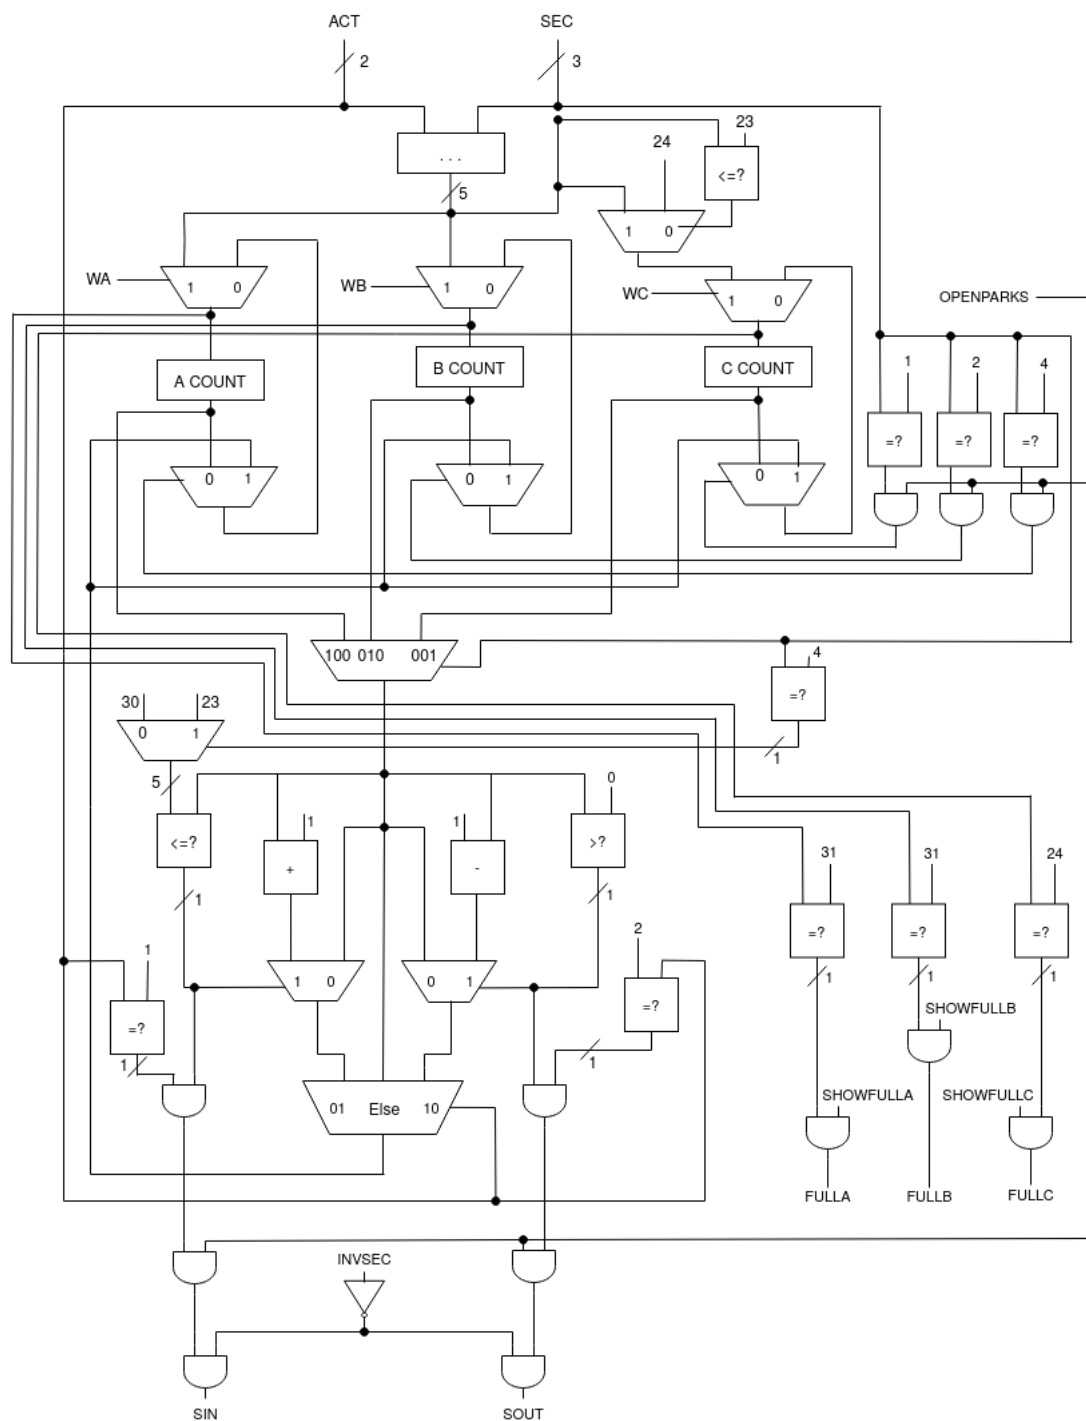 ACT SEC
2 3
23
24
. . .
<=?
5
1 0
WA WB
1 0 1 0
WC
1 0
OPENPARKS
A COUNT B COUNT C COUNT
1 2 4
=? =? =?
0 1 0 1 0 1
100 010 001
4
=?
30 23
0 1
1
5
0
1 1
<=? + - >?
31 31 24
1 1
=? =? =?
2
1
1 0 0 1
1 1 1
=? =?
SHOWFULLB
1 1
SHOWFULLA SHOWFULLC
01 Else 10
FULLA FULLB FULLC
INVSEC
SIN SOUT